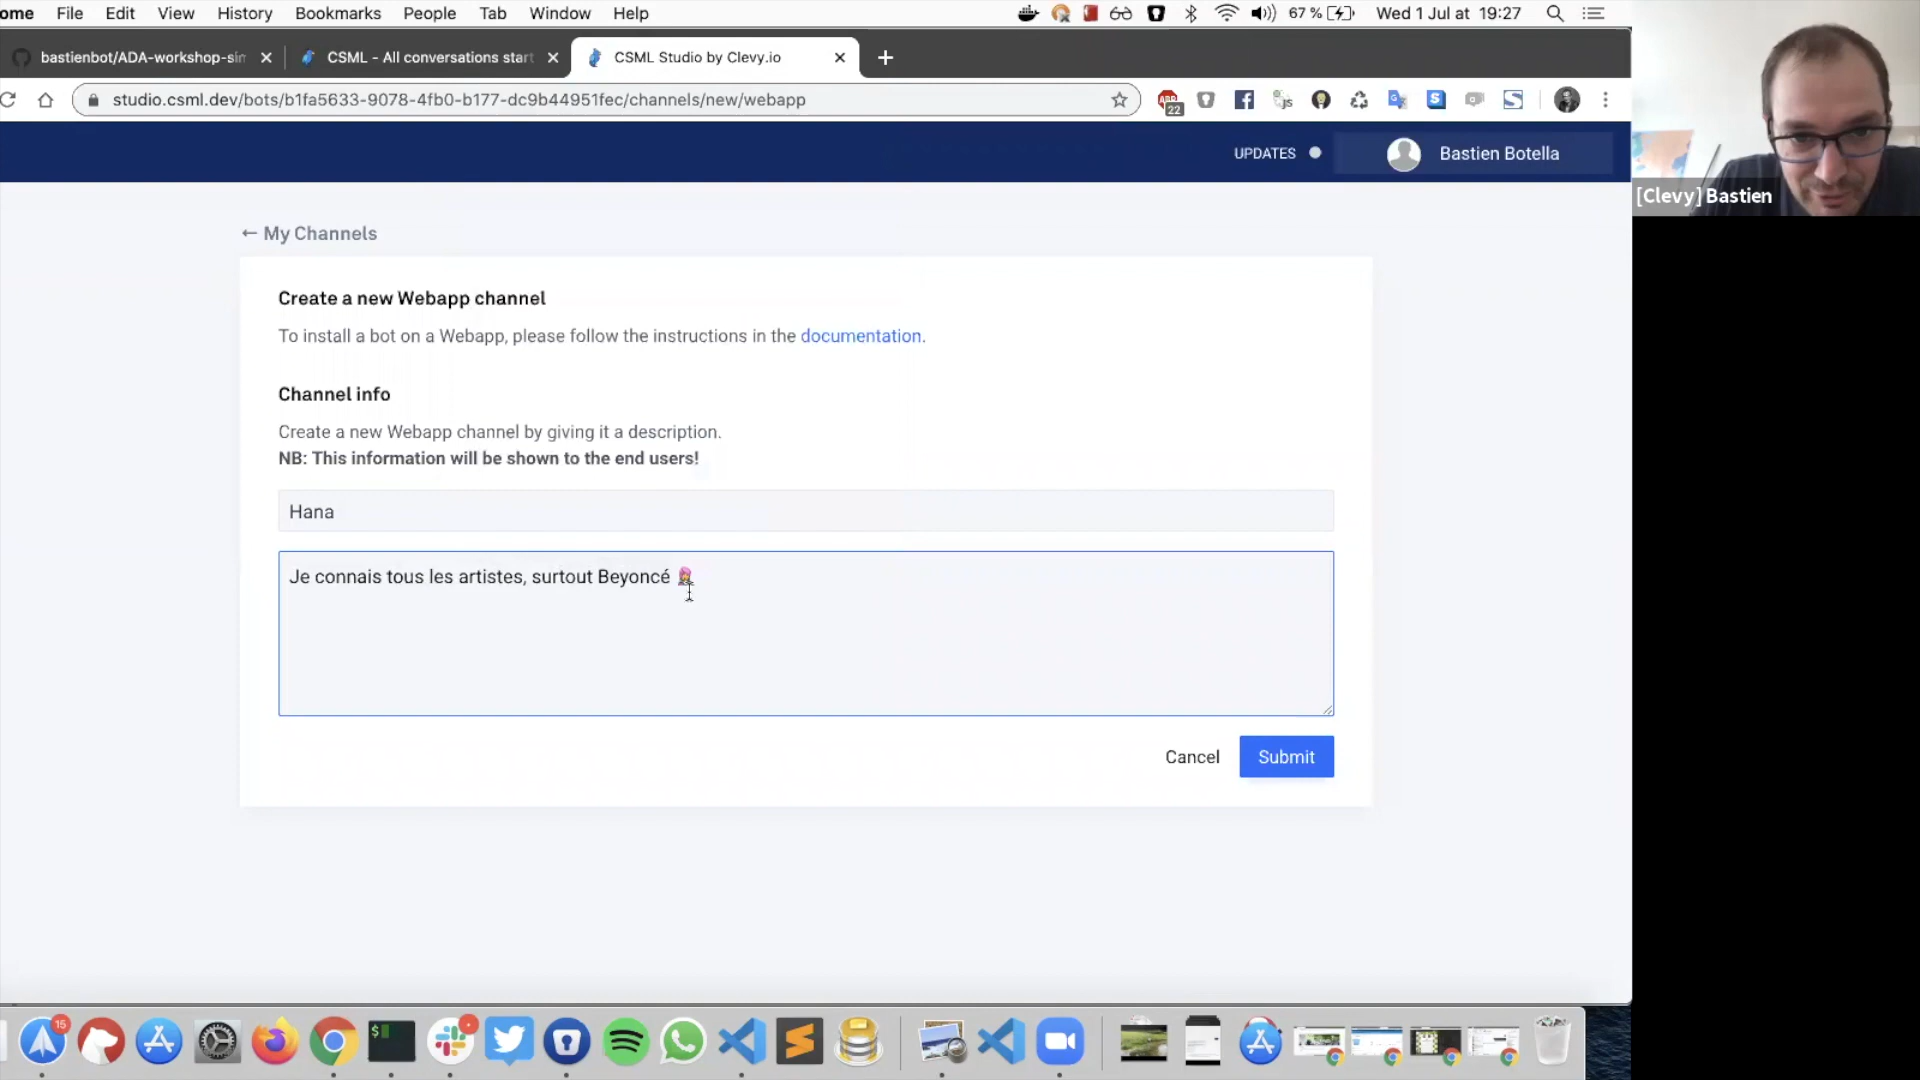 ome File Edit View History Bookmarks People Tab Window Help 67 % Wed 1 Jul at 19:27
bastienbot/ADA-workshop-sim CSML - All conversations start CSML Studio by Clevy.io
studio.csml.dev/bots/b1fa5633-9078-4fb0-b177-dc9b44951fec/channels/new/webapp 22
UPDATES Bastien Botella
[Clevy] Bastien
← My Channels
Create a new Webapp channel
To install a bot on a Webapp, please follow the instructions in the documentation.
Channel info
Create a new Webapp channel by giving it a description.
NB: This information will be shown to the end users!
Hana
Je connais tous les artistes, surtout Beyoncé
Cancel Submit
15